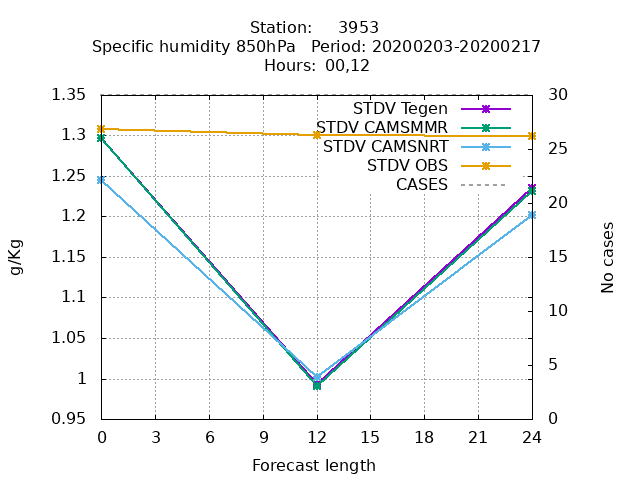 Station: 3953
Specific humidity 850hPa Period: 20200203-20200217
Hours: 00,12
1.35
1.3
1.25
1.2
1.15
1.1
1.05
1
0.95
g/Kg
STDV Tegen
STDV CAMSMMR
STDV CAMSNRT
STDV OBS
CASES
30
25
20
15
10
5
0
No cases
0 3 6 9 12 15 18 21 24
Forecast length